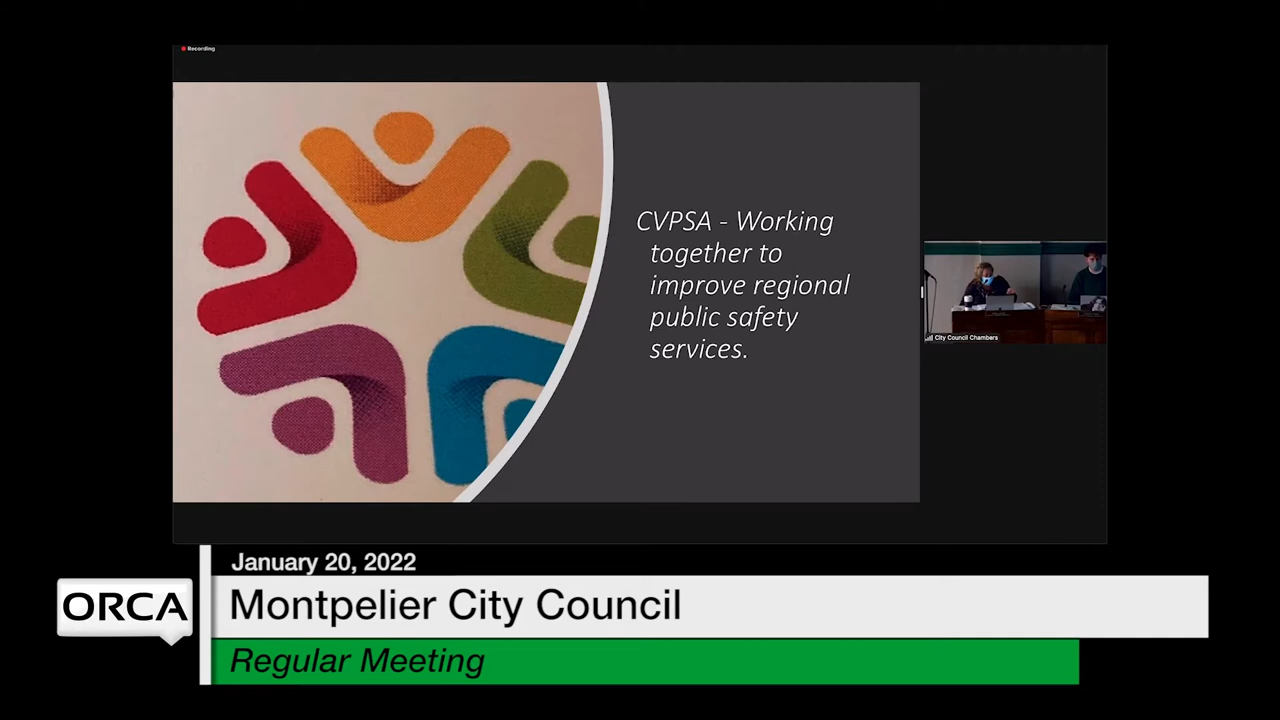 Recording
CVPSA - Working
together to
improve regional
public safety
services.
City Council Chambers
January 20, 2022
ORCA
Montpelier City Council
Regular Meeting